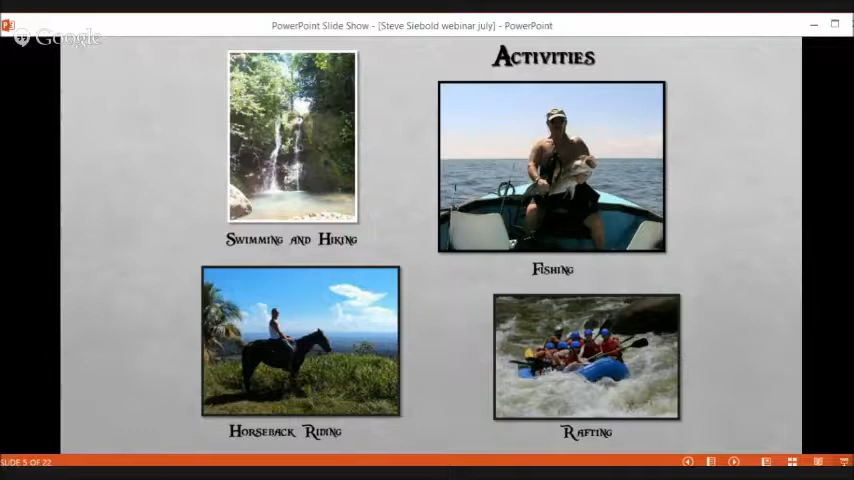 PowerPoint Slide Show - [Steve Siebold webinar july] - PowerPoint
Google
Activities
Swimming and Hiking
Fishing
Horseback Riding
Rafting
SLIDE 5 OF 22